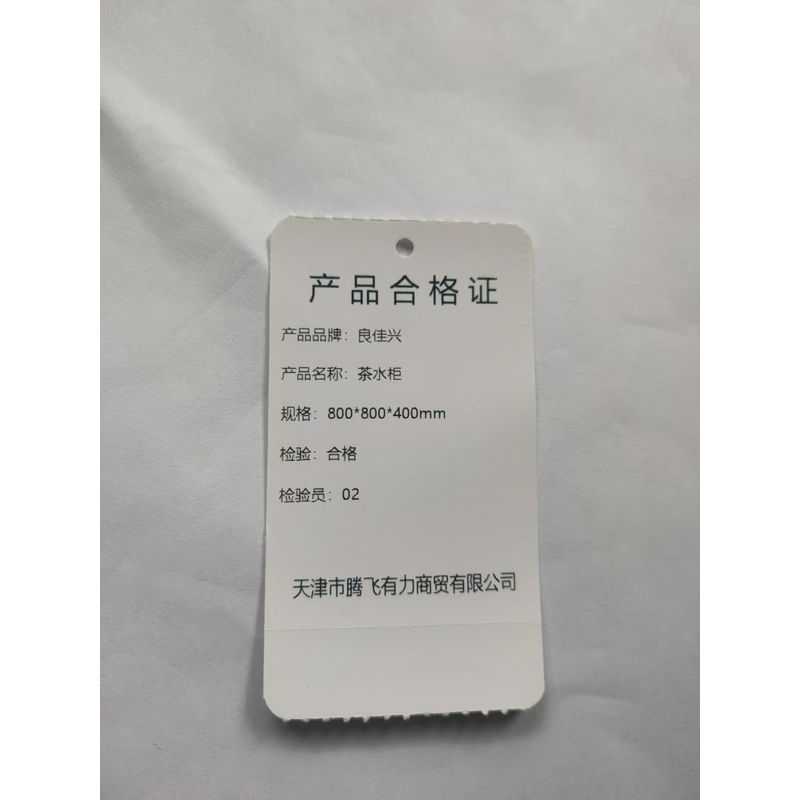 产品合格证
产品品牌：良佳兴
产品名称：茶水柜
规格：800*800*400mm
检验：合格
检验员：02
天津市腾飞有力商贸有限公司